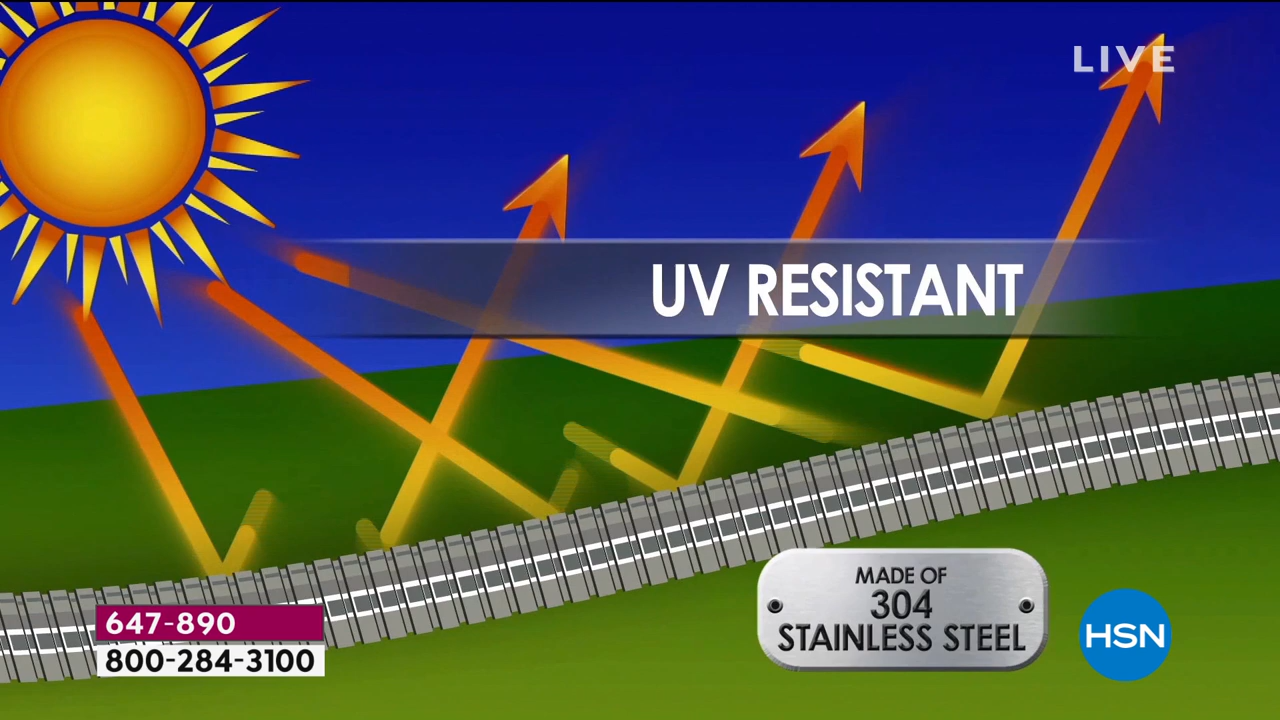 LIVE
UV RESISTANT
MADE OF
304
STAINLESS STEEL
647-890
800-284-3100
HSN